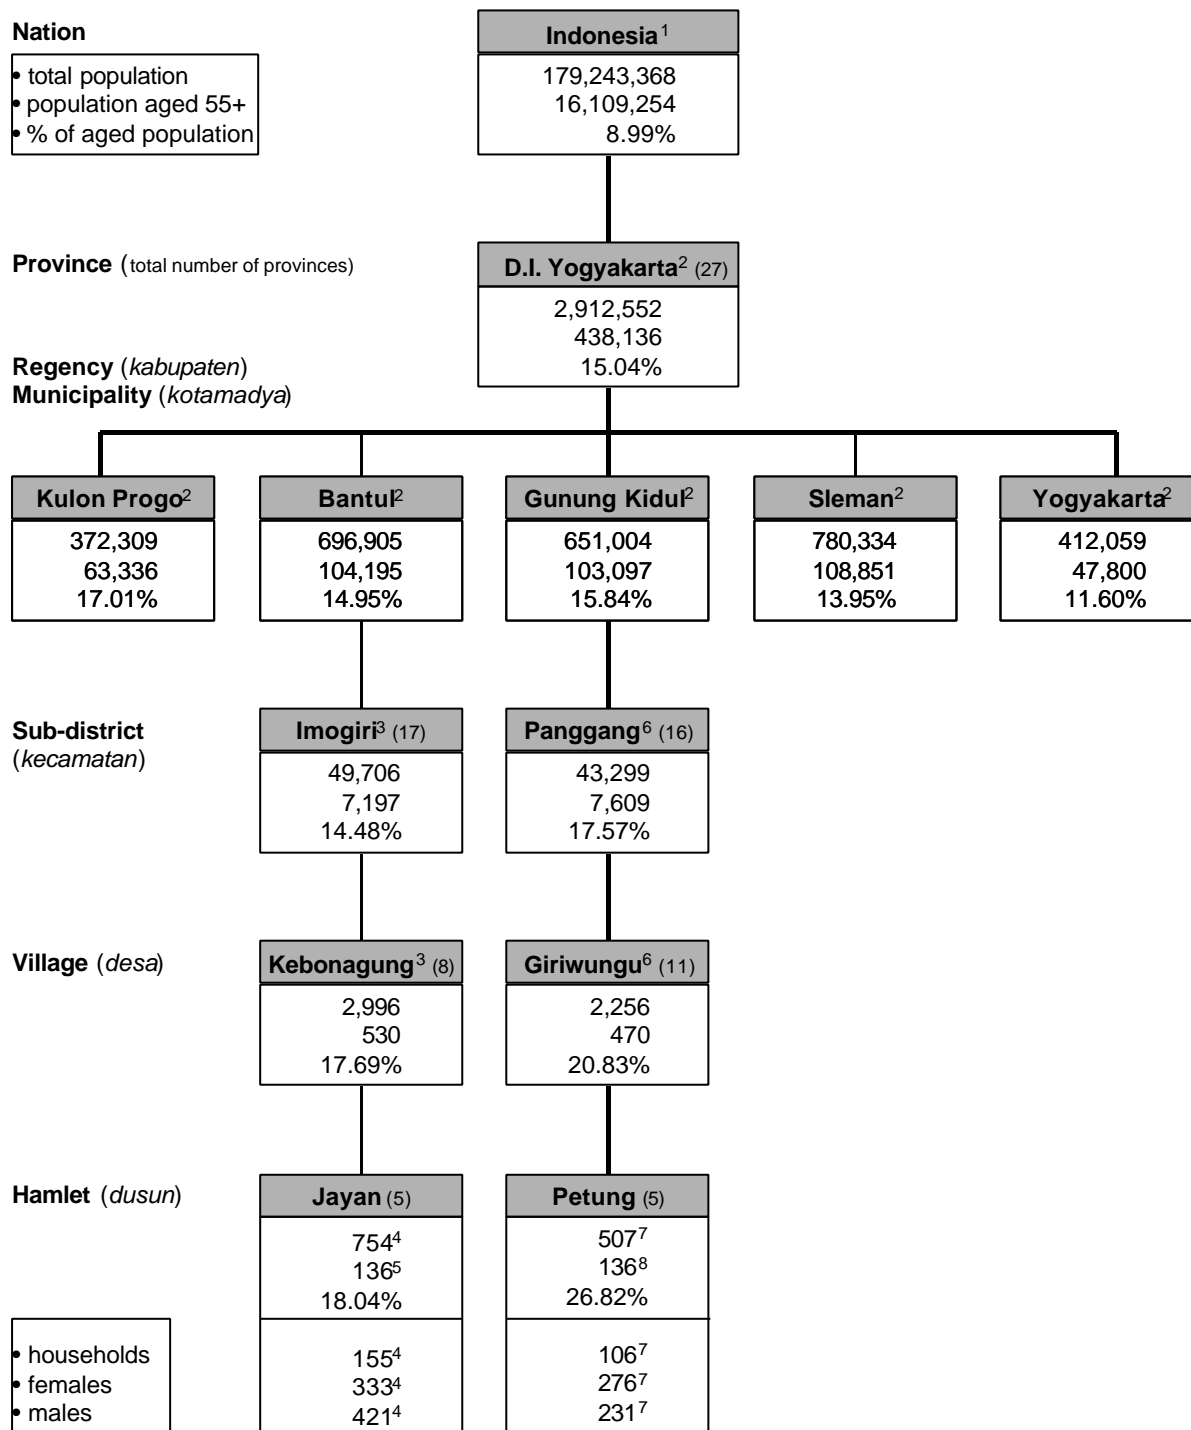 Nation
• total population
• population aged 55+
• % of aged population
Indonesia¹
179,243,368
16,109,254
8.99%
Province (total number of provinces)
D.I. Yogyakarta² (27)
2,912,552
438,136
15.04%
Regency (kabupaten)
Municipality (kotamadya)
Kulon Progo²
372,309
63,336
17.01%
Bantul²
696,905
104,195
14.95%
Gunung Kidul²
651,004
103,097
15.84%
Sleman²
780,334
108,851
13.95%
Yogyakarta²
412,059
47,800
11.60%
Sub-district
(kecamatan)
Imogiri³ (17)
49,706
7,197
14.48%
Panggang⁶ (16)
43,299
7,609
17.57%
Village (desa)
Kebonagung³ (8)
2,996
530
17.69%
Giriwungu⁶ (11)
2,256
470
20.83%
Hamlet (dusun)
Jayan (5)
754⁴
136⁵
18.04%
Petung (5)
507⁷
136⁸
26.82%
• households
• females
• males
155⁴
333⁴
421⁴
106⁷
276⁷
231⁷